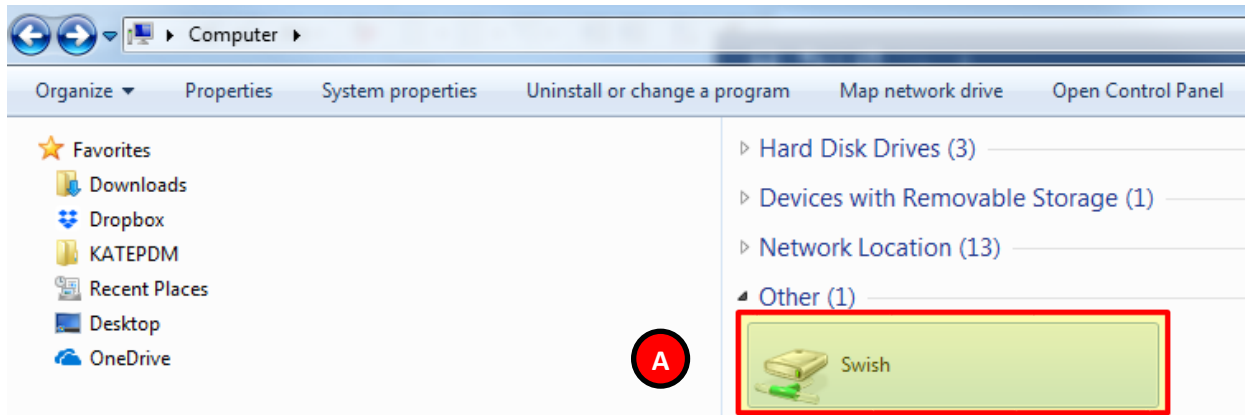 Computer
Organize Properties System properties Uninstall or change a program Map network drive Open Control Panel
Favorites
Downloads
Dropbox
KATEPDM
Recent Places
Desktop
OneDrive
Hard Disk Drives (3)
Devices with Removable Storage (1)
Network Location (13)
Other (1)
A
Swish